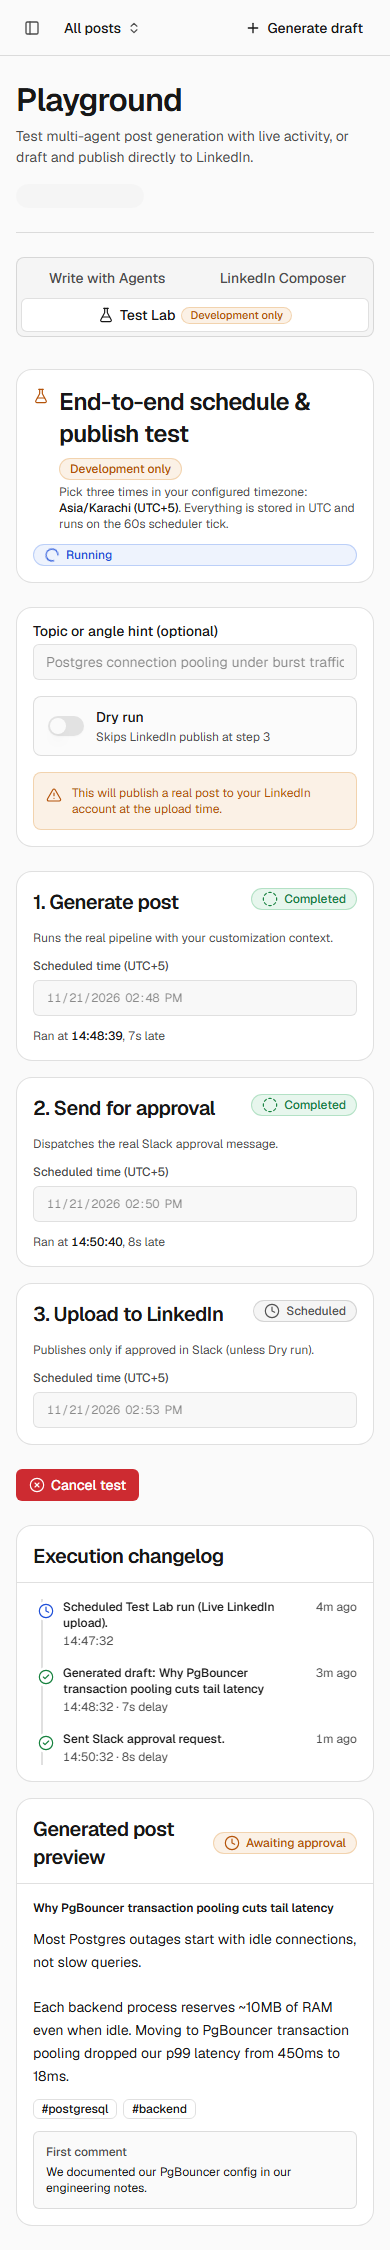 All posts
Generate draft
Playground
Test multi-agent post generation with live activity, or
draft and publish directly to LinkedIn.
Write with Agents
LinkedIn Composer
Test Lab
Development only
End-to-end schedule &
publish test
Development only
Pick three times in your configured timezone:
Asia/Karachi (UTC+5). Everything is stored in UTC and
runs on the 60s scheduler tick.
Running
Topic or angle hint (optional)
Postgres connection pooling under burst traffic
Dry run
Skips LinkedIn publish at step 3
This will publish a real post to your LinkedIn
account at the upload time.
1. Generate post
Completed
Runs the real pipeline with your customization context.
Scheduled time (UTC+5)
11/21/2026 02:48 PM
Ran at 14:48:39, 7s late
2. Send for approval
Completed
Dispatches the real Slack approval message.
Scheduled time (UTC+5)
11/21/2026 02:50 PM
Ran at 14:50:40, 8s late
3. Upload to LinkedIn
Scheduled
Publishes only if approved in Slack (unless Dry run).
Scheduled time (UTC+5)
11/21/2026 02:53 PM
Cancel test
Execution changelog
Scheduled Test Lab run (Live LinkedIn
upload).
4m ago
14:47:32
Generated draft: Why PgBouncer
transaction pooling cuts tail latency
3m ago
14:48:32 · 7s delay
Sent Slack approval request.
1m ago
14:50:32 · 8s delay
Generated post
preview
Awaiting approval
Why PgBouncer transaction pooling cuts tail latency
Most Postgres outages start with idle connections,
not slow queries.
Each backend process reserves ~10MB of RAM
even when idle. Moving to PgBouncer transaction
pooling dropped our p99 latency from 450ms to
18ms.
#postgresql
#backend
First comment
We documented our PgBouncer config in our
engineering notes.